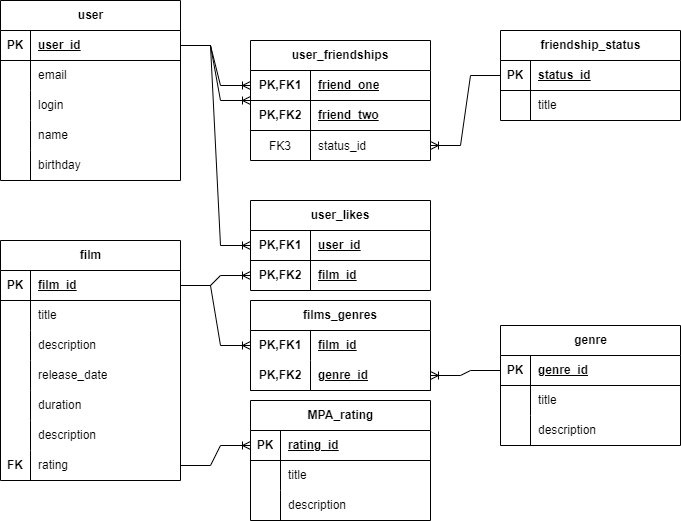 user
PK user_id
email
login
name
birthday
user_friendships
PK,FK1 friend_one
PK,FK2 friend_two
FK3 status_id
friendship_status
PK status_id
title
user_likes
PK,FK1 user_id
PK,FK2 film_id
film
PK film_id
title
description
release_date
duration
description
FK rating
films_genres
PK,FK1 film_id
PK,FK2 genre_id
genre
PK genre_id
title
description
MPA_rating
PK rating_id
title
description